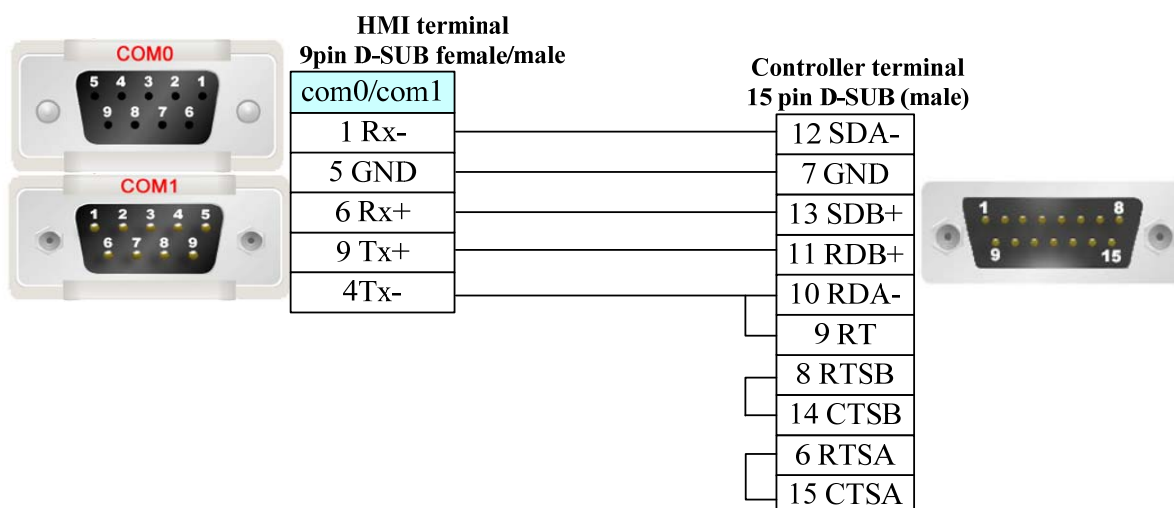 HMI terminal
9pin D-SUB female/male
COM0
5 4 3 2 1
9 8 7 6
COM1
1 2 3 4 5
6 7 8 9
com0/com1
1 Rx-
5 GND
6 Rx+
9 Tx+
4Tx-
Controller terminal
15 pin D-SUB (male)
12 SDA-
7 GND
13 SDB+
11 RDB+
10 RDA-
9 RT
8 RTSB
14 CTSB
6 RTSA
15 CTSA
1 8
9 15